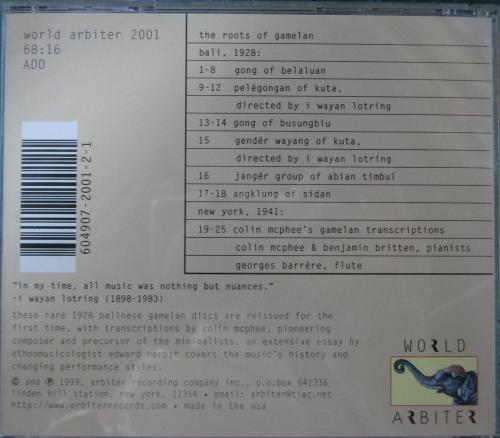 world arbiter 2001
68:16
ADD
the roots of gamelan
bali, 1928:
1-8 gong of belaluan
9-12 pelégongan of kuta,
directed by i wayan lotring
13-14 gong of busungbiu
15 gendér wayang of kuta,
directed by i wayan lotring
16 jangér group of abian timbul
17-18 angklung of sidan
new york, 1941:
19-25 colin mcphee's gamelan transcriptions
colin mcphee & benjamin britten, pianists
georges barrère, flute
604907-2001-2-1
"in my time, all music was nothing but nuances."
-i wayan lotring (1898-1983)
these rare 1928 balinese gamelan discs are reissued for the
first time, with transcriptions by colin mcphee, pioneering
composer and precursor of the minimalists. an extensive essay by
ethnomusicologist edward herbst covers the music's history and
changing performance styles.
© and ℗ 1999, arbiter recording company inc., p.o.box 541336
linden hill station, new york, 11354 • email: arbiter@tiac.net
http://www.arbiterrecords.com • made in the usa
WORLD
ARBITER